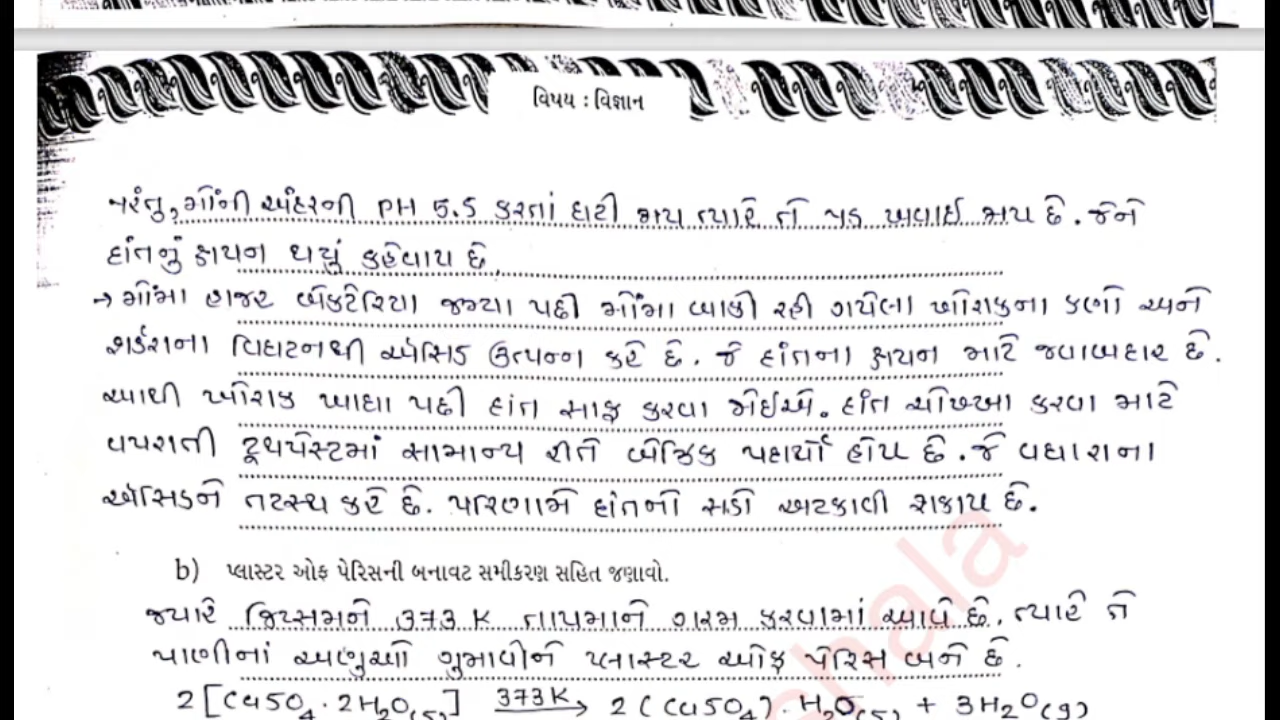 વિષય : વિજ્ઞાન
પરંતુ, મોંની અંદરની PH 5.5 કરતાં ઘટી જાય ત્યારે તે પડ ખવાઈ જાય છે. જેને
દાંતનું ક્ષયન થયું કહેવાય છે.
→ મોંમા હાજર બેક્ટેરિયા જમ્યા પછી મોંમા બાકી રહી ગયેલા ખોરાકના કણો અને
શર્કરાના વિઘટનથી એસિડ ઉત્પન્ન કરે છે. જે દાંતના ક્ષયન માટે જવાબદાર છે.
આથી ખોરાક ખાધા પછી દાંત સાફ કરવા જોઈએ. દાંત ચોખ્ખા કરવા માટે
વપરાતી ટૂથપેસ્ટમાં સામાન્ય રીતે બેઝિક પદાર્થો હોય છે. જે વધારાના
એસિડને તટસ્થ કરે છે. પરિણામે દાંતનો સડો અટકાવી શકાય છે.
b) પ્લાસ્ટર ઓફ પેરિસની બનાવટ સમીકરણ સહિત જણાવો.
જ્યારે જિપ્સમને 373 K તાપમાને ગરમ કરવામાં આવે છે. ત્યારે તે
પાણીનાં અણુઓ ગુમાવીને પ્લાસ્ટર ઓફ પેરિસ બને છે.
2 [CaSO₄ . 2H₂O(s)] 373K → 2 (CaSO₄) . H₂O(s) + 3H₂O(g)